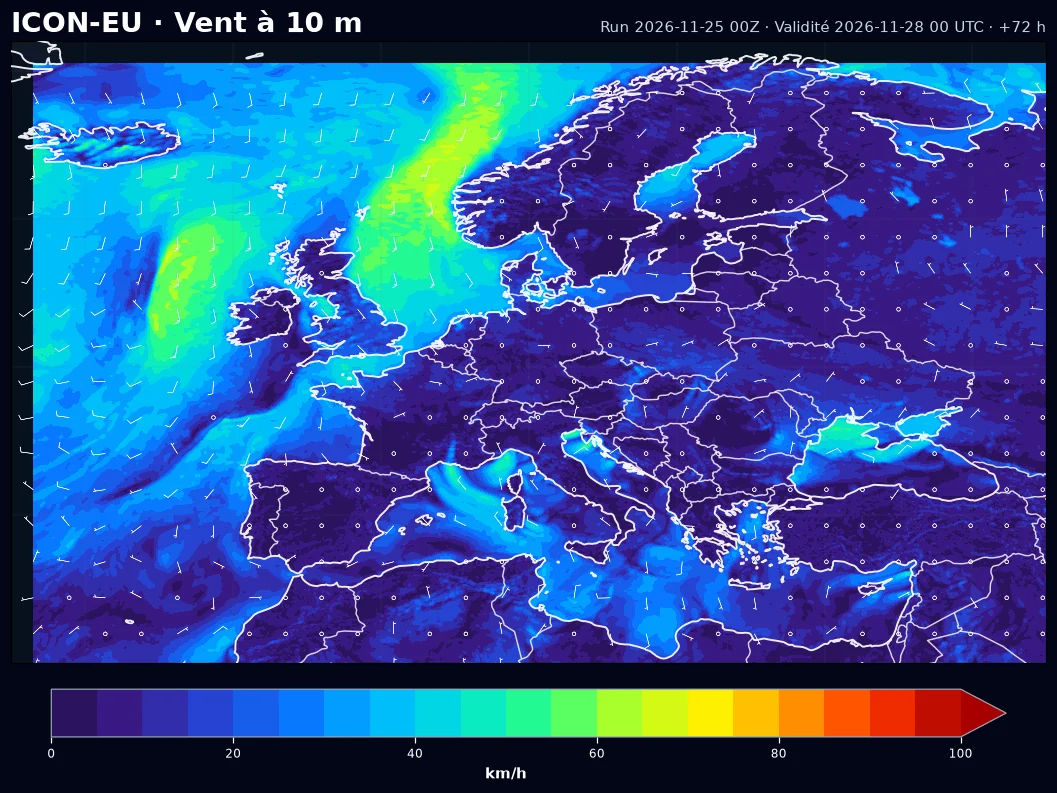 ICON-EU · Vent à 10 m
Run 2026-11-25 00Z · Validité 2026-11-28 00 UTC · +72 h
0 20 40 60 80 100
km/h